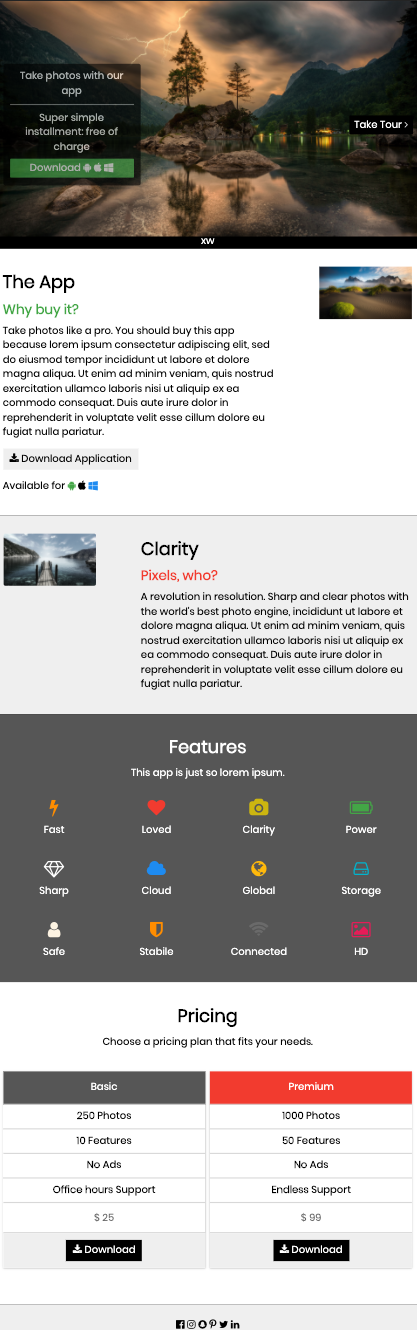 Take photos with our
app
Super simple
installment: free of
charge
Download
Take Tour
XW
The App
Why buy it?
Take photos like a pro. You should buy this app
because lorem ipsum consectetur adipiscing elit, sed
do eiusmod tempor incididunt ut labore et dolore
magna aliqua. Ut enim ad minim veniam, quis nostrud
exercitation ullamco laboris nisi ut aliquip ex ea
commodo consequat. Duis aute irure dolor in
reprehenderit in voluptate velit esse cillum dolore eu
fugiat nulla pariatur.
Download Application
Available for
Clarity
Pixels, who?
A revolution in resolution. Sharp and clear photos with
the world's best photo engine, incididunt ut labore et
dolore magna aliqua. Ut enim ad minim veniam, quis
nostrud exercitation ullamco laboris nisi ut aliquip ex
ea commodo consequat. Duis aute irure dolor in
reprehenderit in voluptate velit esse cillum dolore eu
fugiat nulla pariatur.
Features
This app is just so lorem ipsum.
Fast Loved Clarity Power
Sharp Cloud Global Storage
Safe Stabile Connected HD
Pricing
Choose a pricing plan that fits your needs.
Basic
250 Photos
10 Features
No Ads
Office hours Support
$ 25
Download
Premium
1000 Photos
50 Features
No Ads
Endless Support
$ 99
Download